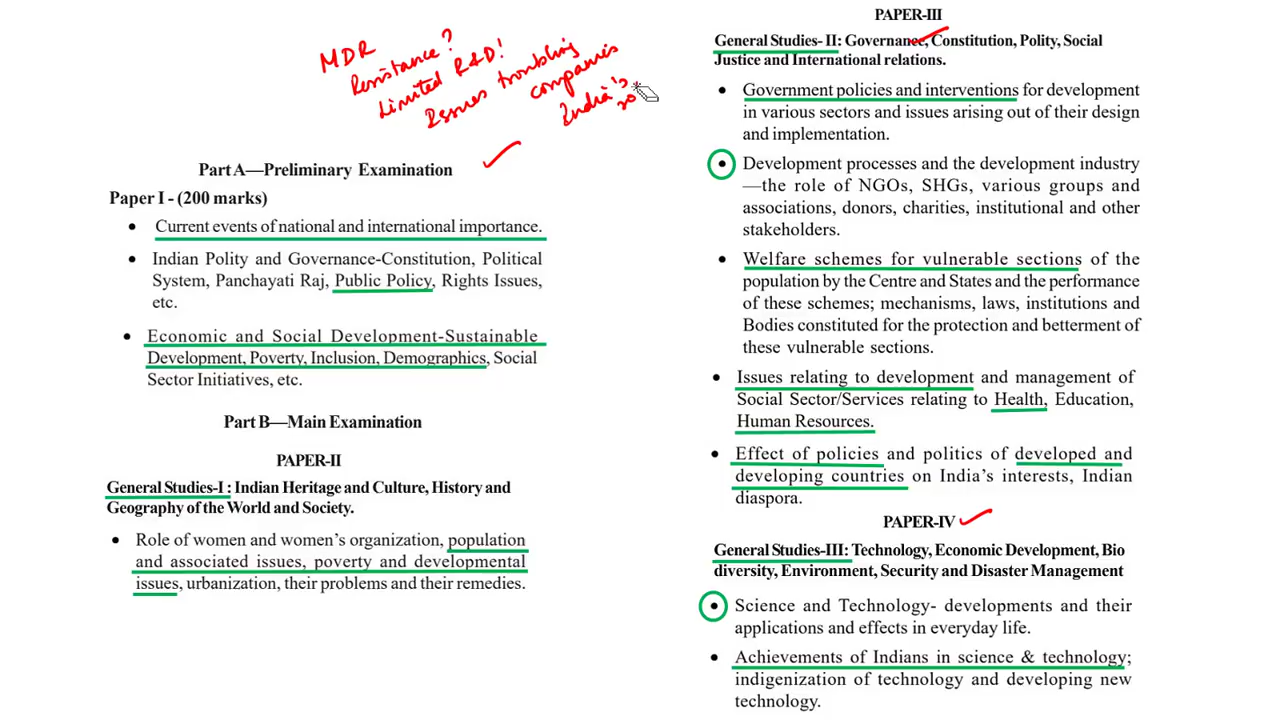 MDR
Resistance?
Limited R&D!
Issues troubling
companies
India's
Part A—Preliminary Examination
Paper I - (200 marks)
• Current events of national and international importance.
• Indian Polity and Governance-Constitution, Political
System, Panchayati Raj, Public Policy, Rights Issues,
etc.
• Economic and Social Development-Sustainable
Development, Poverty, Inclusion, Demographics, Social
Sector Initiatives, etc.
Part B—Main Examination
PAPER-II
General Studies-I : Indian Heritage and Culture, History and
Geography of the World and Society.
• Role of women and women's organization, population
and associated issues, poverty and developmental
issues, urbanization, their problems and their remedies.
PAPER-III
General Studies- II: Governance, Constitution, Polity, Social
Justice and International relations.
• Government policies and interventions for development
in various sectors and issues arising out of their design
and implementation.
• Development processes and the development industry
—the role of NGOs, SHGs, various groups and
associations, donors, charities, institutional and other
stakeholders.
• Welfare schemes for vulnerable sections of the
population by the Centre and States and the performance
of these schemes; mechanisms, laws, institutions and
Bodies constituted for the protection and betterment of
these vulnerable sections.
• Issues relating to development and management of
Social Sector/Services relating to Health, Education,
Human Resources.
• Effect of policies and politics of developed and
developing countries on India's interests, Indian
diaspora.
PAPER-IV
General Studies-III: Technology, Economic Development, Bio
diversity, Environment, Security and Disaster Management
• Science and Technology- developments and their
applications and effects in everyday life.
• Achievements of Indians in science & technology;
indigenization of technology and developing new
technology.